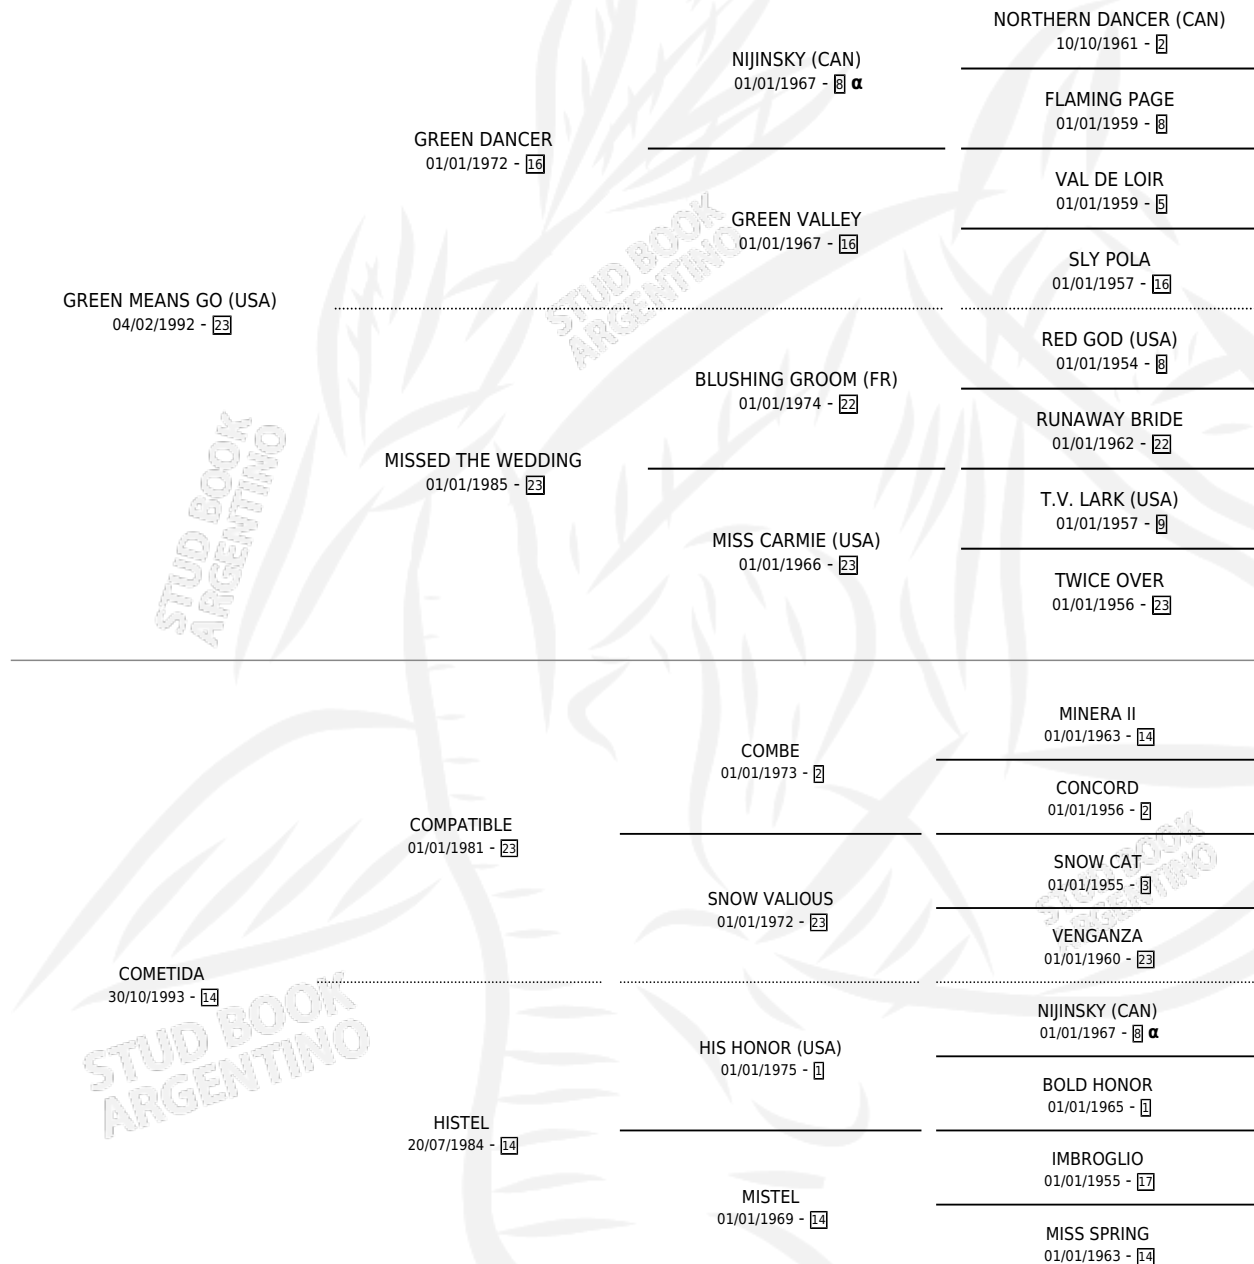 NORTHERN DANCER (CAN)
10/10/1961 - 2
NIJINSKY (CAN)
01/01/1967 - 8 α
FLAMING PAGE
01/01/1959 - 8
GREEN DANCER
01/01/1972 - 16
VAL DE LOIR
01/01/1959 - 5
GREEN VALLEY
01/01/1967 - 16
SLY POLA
01/01/1957 - 16
GREEN MEANS GO (USA)
04/02/1992 - 23
RED GOD (USA)
01/01/1954 - 8
BLUSHING GROOM (FR)
01/01/1974 - 22
RUNAWAY BRIDE
01/01/1962 - 22
MISSED THE WEDDING
01/01/1985 - 23
T.V. LARK (USA)
01/01/1957 - 9
MISS CARMIE (USA)
01/01/1966 - 23
TWICE OVER
01/01/1956 - 23
MINERA II
01/01/1963 - 14
COMBE
01/01/1973 - 2
CONCORD
01/01/1956 - 2
COMPATIBLE
01/01/1981 - 23
SNOW CAT
01/01/1955 - 3
SNOW VALIOUS
01/01/1972 - 23
VENGANZA
01/01/1960 - 23
COMETIDA
30/10/1993 - 14
NIJINSKY (CAN)
01/01/1967 - 8 α
HIS HONOR (USA)
01/01/1975 - 1
BOLD HONOR
01/01/1965 - 1
HISTEL
20/07/1984 - 14
IMBROGLIO
01/01/1955 - 17
MISTEL
01/01/1969 - 14
MISS SPRING
01/01/1963 - 14
STUD BOOK
ARGENTINO
STUD BOOK
ARGENTINO
STUD BOOK
ARGENTINO
STUD BOOK
ARGENTINO